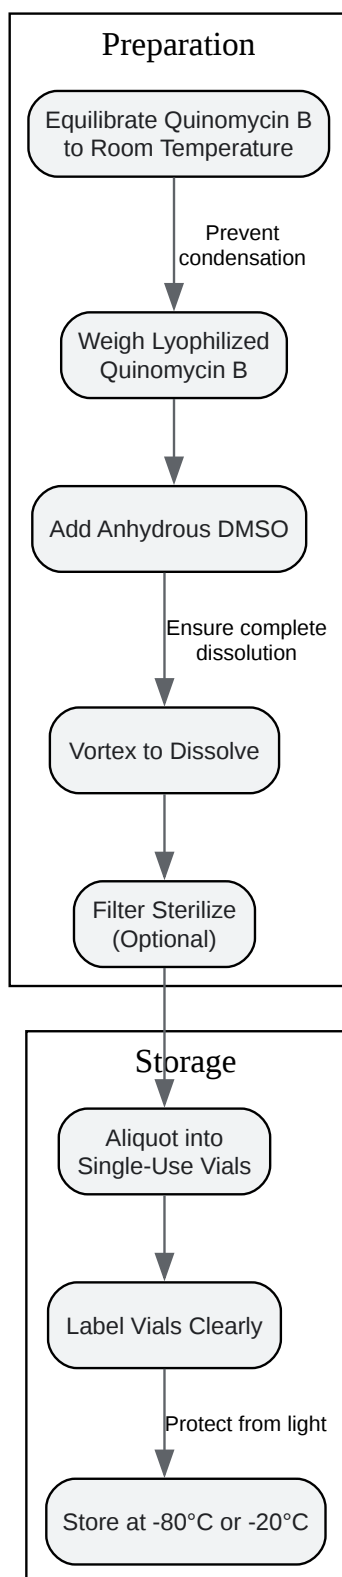 Preparation
Equilibrate Quinomycin B
to Room Temperature
Prevent
condensation
Weigh Lyophilized
Quinomycin B
Add Anhydrous DMSO
Ensure complete
dissolution
Vortex to Dissolve
Filter Sterilize
(Optional)
Storage
Aliquot into
Single-Use Vials
Label Vials Clearly
Protect from light
Store at -80°C or -20°C